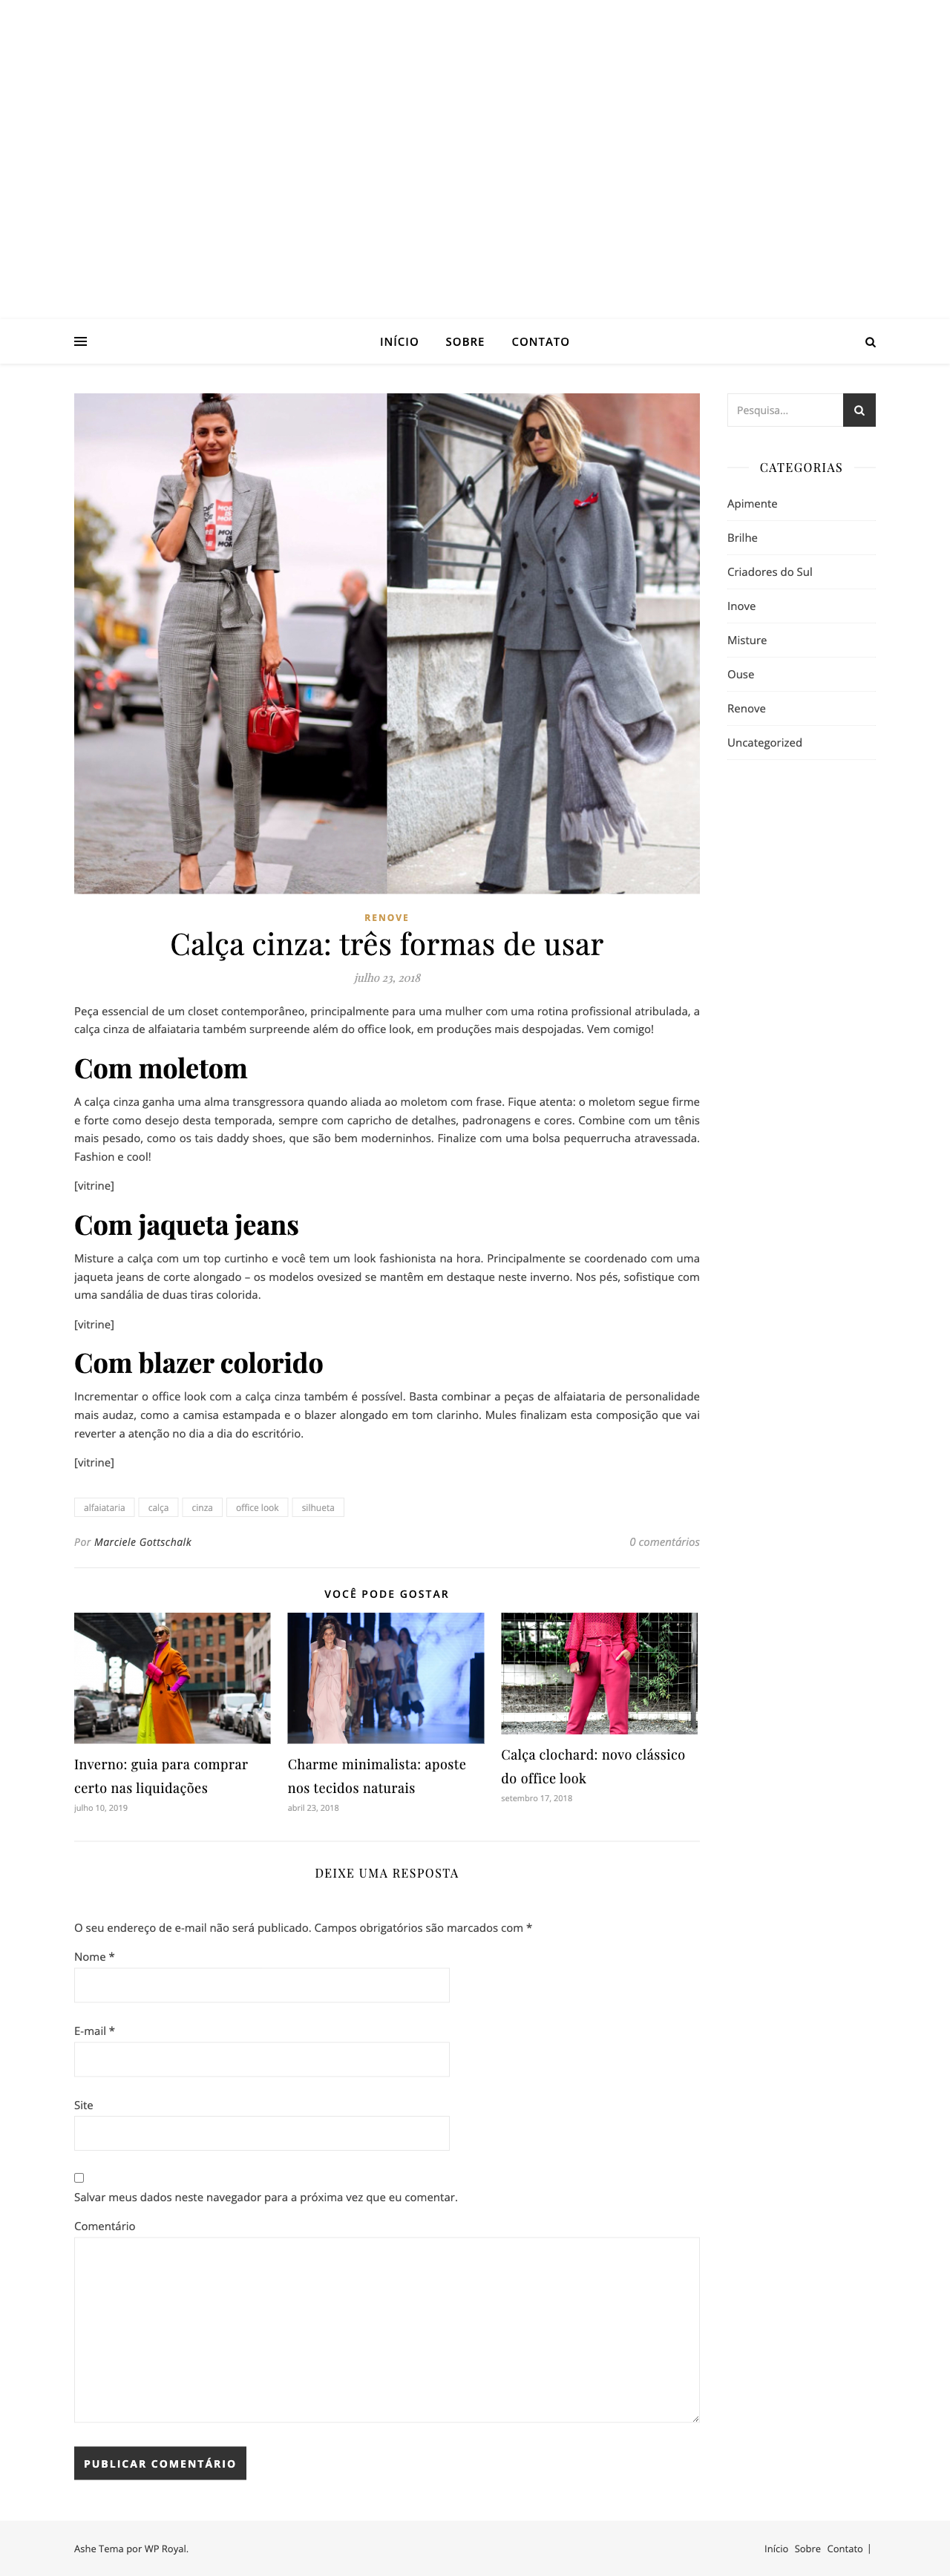 INÍCIO SOBRE CONTATO
Pesquisa...
CATEGORIAS
Apimente
Brilhe
Criadores do Sul
Inove
Misture
Ouse
Renove
Uncategorized
RENOVE
Calça cinza: três formas de usar
julho 23, 2018
Peça essencial de um closet contemporâneo, principalmente para uma mulher com uma rotina profissional atribulada, a
calça cinza de alfaiataria também surpreende além do office look, em produções mais despojadas. Vem comigo!
Com moletom
A calça cinza ganha uma alma transgressora quando aliada ao moletom com frase. Fique atenta: o moletom segue firme
e forte como desejo desta temporada, sempre com capricho de detalhes, padronagens e cores. Combine com um tênis
mais pesado, como os tais daddy shoes, que são bem moderninhos. Finalize com uma bolsa pequerrucha atravessada.
Fashion e cool!
[vitrine]
Com jaqueta jeans
Misture a calça com um top curtinho e você tem um look fashionista na hora. Principalmente se coordenado com uma
jaqueta jeans de corte alongado – os modelos ovesized se mantêm em destaque neste inverno. Nos pés, sofistique com
uma sandália de duas tiras colorida.
[vitrine]
Com blazer colorido
Incrementar o office look com a calça cinza também é possível. Basta combinar a peças de alfaiataria de personalidade
mais audaz, como a camisa estampada e o blazer alongado em tom clarinho. Mules finalizam esta composição que vai
reverter a atenção no dia a dia do escritório.
[vitrine]
alfaiataria calça cinza office look silhueta
Por Marciele Gottschalk 0 comentários
VOCÊ PODE GOSTAR
Inverno: guia para comprar
certo nas liquidações
julho 10, 2019
Charme minimalista: aposte
nos tecidos naturais
abril 23, 2018
Calça clochard: novo clássico
do office look
setembro 17, 2018
DEIXE UMA RESPOSTA
O seu endereço de e-mail não será publicado. Campos obrigatórios são marcados com *
Nome *
E-mail *
Site
Salvar meus dados neste navegador para a próxima vez que eu comentar.
Comentário
PUBLICAR COMENTÁRIO
Ashe Tema por WP Royal.
Início Sobre Contato |